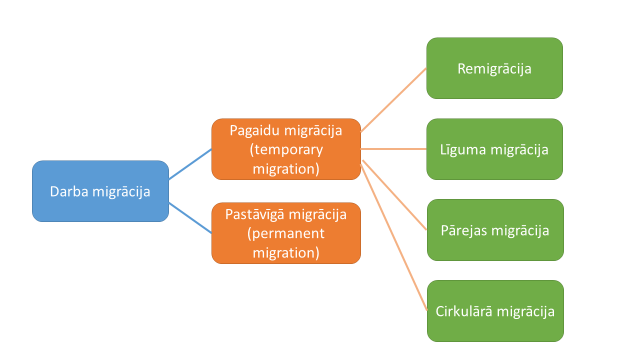 Darba migrācija
Pagaidu migrācija
(temporary
migration)
Pastāvīgā migrācija
(permanent
migration)
Remigrācija
Līguma migrācija
Pārejas migrācija
Cirkulārā migrācija